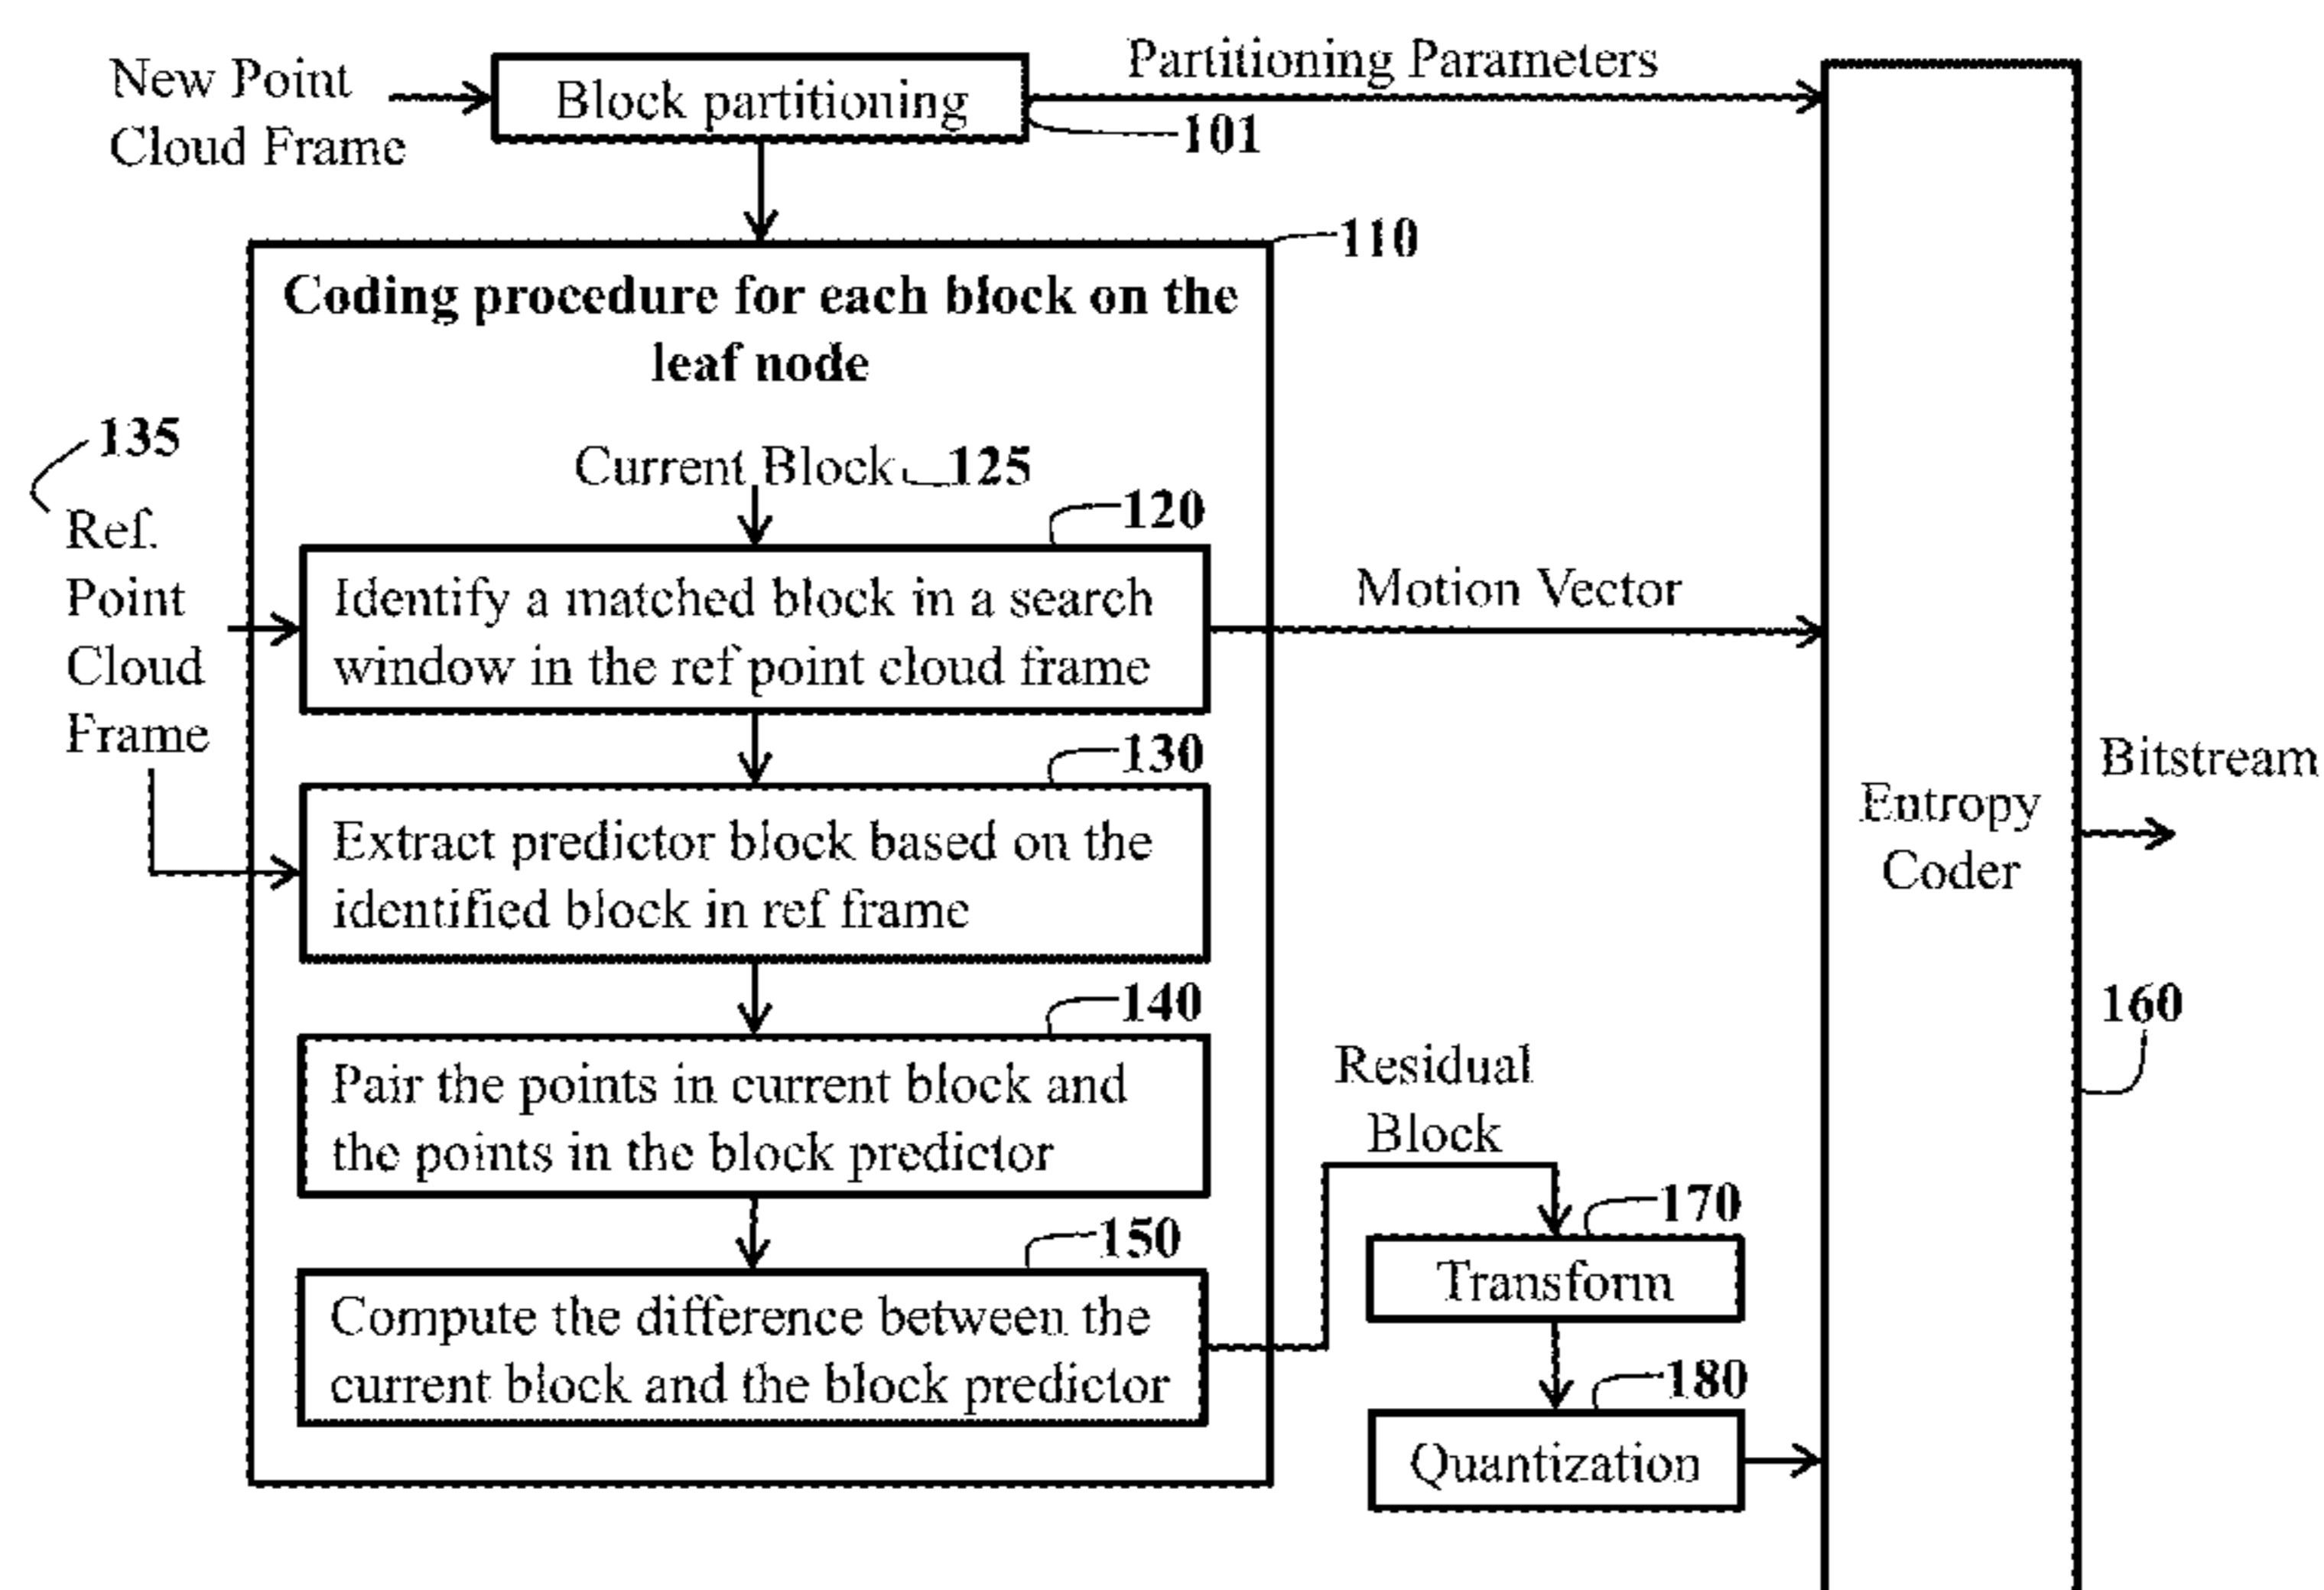 New Point
Cloud Frame
Block partitioning
Partitioning Parameters
101
110
Coding procedure for each block on the
leaf node
135
Ref.
Point
Cloud
Frame
Current Block
125
120
Identify a matched block in a search
window in the ref point cloud frame
Motion Vector
130
Extract predictor block based on the
identified block in ref frame
140
Pair the points in current block and
the points in the block predictor
150
Compute the difference between the
current block and the block predictor
Residual
Block
170
Transform
180
Quantization
Entropy
Coder
Bitstream
160